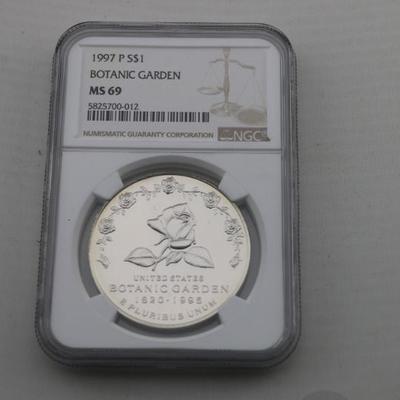 1997 P S$1
BOTANIC GARDEN
MS 69
5825700-012
NUMISMATIC GUARANTY CORPORATION
NGC
UNITED STATES
BOTANIC GARDEN
1820-1995
E PLURIBUS UNUM